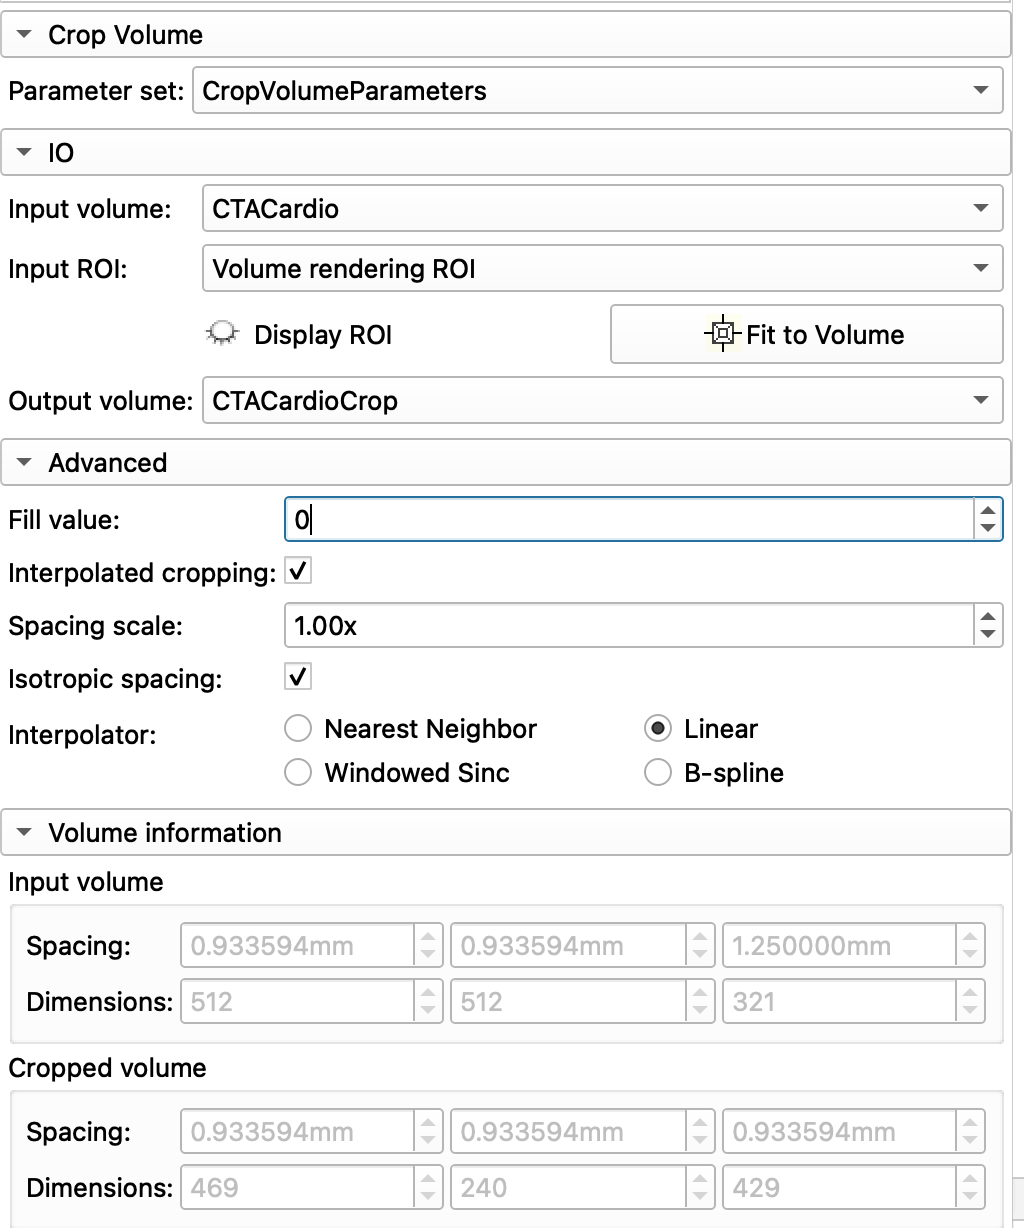 Crop Volume
Parameter set: CropVolumeParameters
IO
Input volume: CTACardio
Input ROI: Volume rendering ROI
Display ROI Fit to Volume
Output volume: CTACardioCrop
Advanced
Fill value: 0
Interpolated cropping:
Spacing scale: 1.00x
Isotropic spacing:
Interpolator: Nearest Neighbor Linear
Windowed Sinc B-spline
Volume information
Input volume
Spacing: 0.933594mm 0.933594mm 1.250000mm
Dimensions: 512 512 321
Cropped volume
Spacing: 0.933594mm 0.933594mm 0.933594mm
Dimensions: 469 240 429